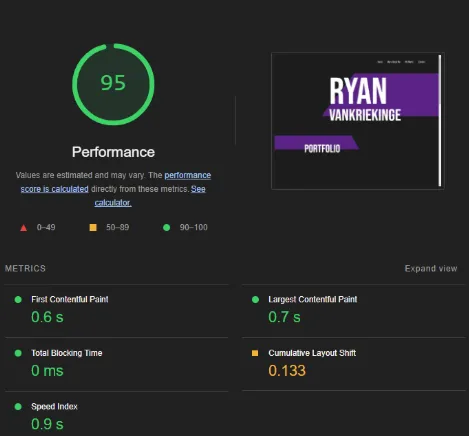 95
Performance
Values are estimated and may vary. The performance
score is calculated directly from these metrics. See
calculator.
0–49
50–89
90–100
RYAN
VANKRIEKINGE
PORTFOLIO
METRICS
Expand view
First Contentful Paint
0.6 s
Largest Contentful Paint
0.7 s
Total Blocking Time
0 ms
Cumulative Layout Shift
0.133
Speed Index
0.9 s